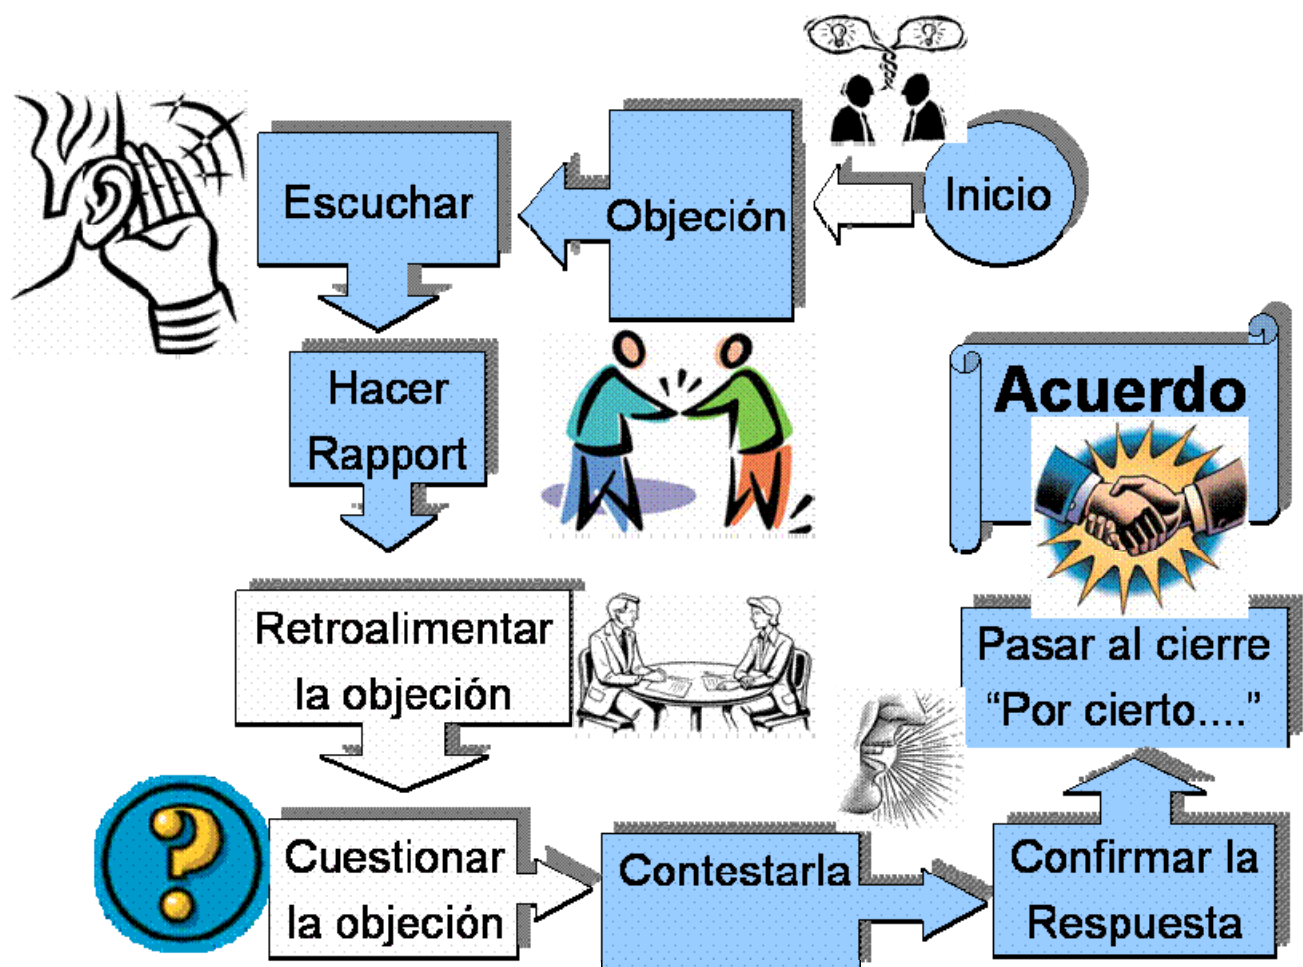 Inicio
Objeción
Escuchar
Hacer
Rapport
Retroalimentar
la objeción
Cuestionar
la objeción
Contestarla
Confirmar la
Respuesta
Pasar al cierre
“Por cierto....”
Acuerdo